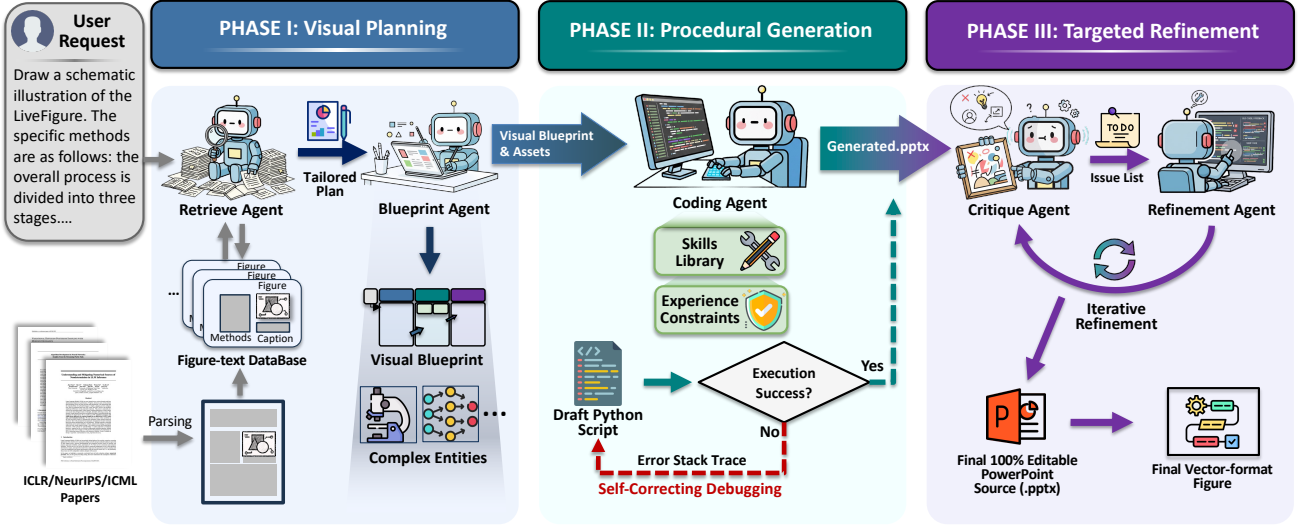 User
Request
Draw a schematic
illustration of the
LiveFigure. The
specific methods
are as follows: the
overall process is
divided into three
stages....
PHASE I: Visual Planning
Retrieve Agent
Tailored
Plan
Blueprint Agent
Visual Blueprint
& Assets
...
Figure
Figure
Figure
Methods
Caption
Figure-text DataBase
Visual Blueprint
Complex Entities
...
Parsing
ICLR/NeurIPS/ICML
Papers
PHASE II: Procedural Generation
Coding Agent
Generated.pptx
Skills
Library
Experience
Constraints
</>
Draft Python
Script
Execution
Success?
Yes
No
Error Stack Trace
Self-Correcting Debugging
PHASE III: Targeted Refinement
?
TO DO
Issue List
Critique Agent
Refinement Agent
Iterative
Refinement
P
Final 100% Editable
PowerPoint
Source (.pptx)
Final Vector-format
Figure